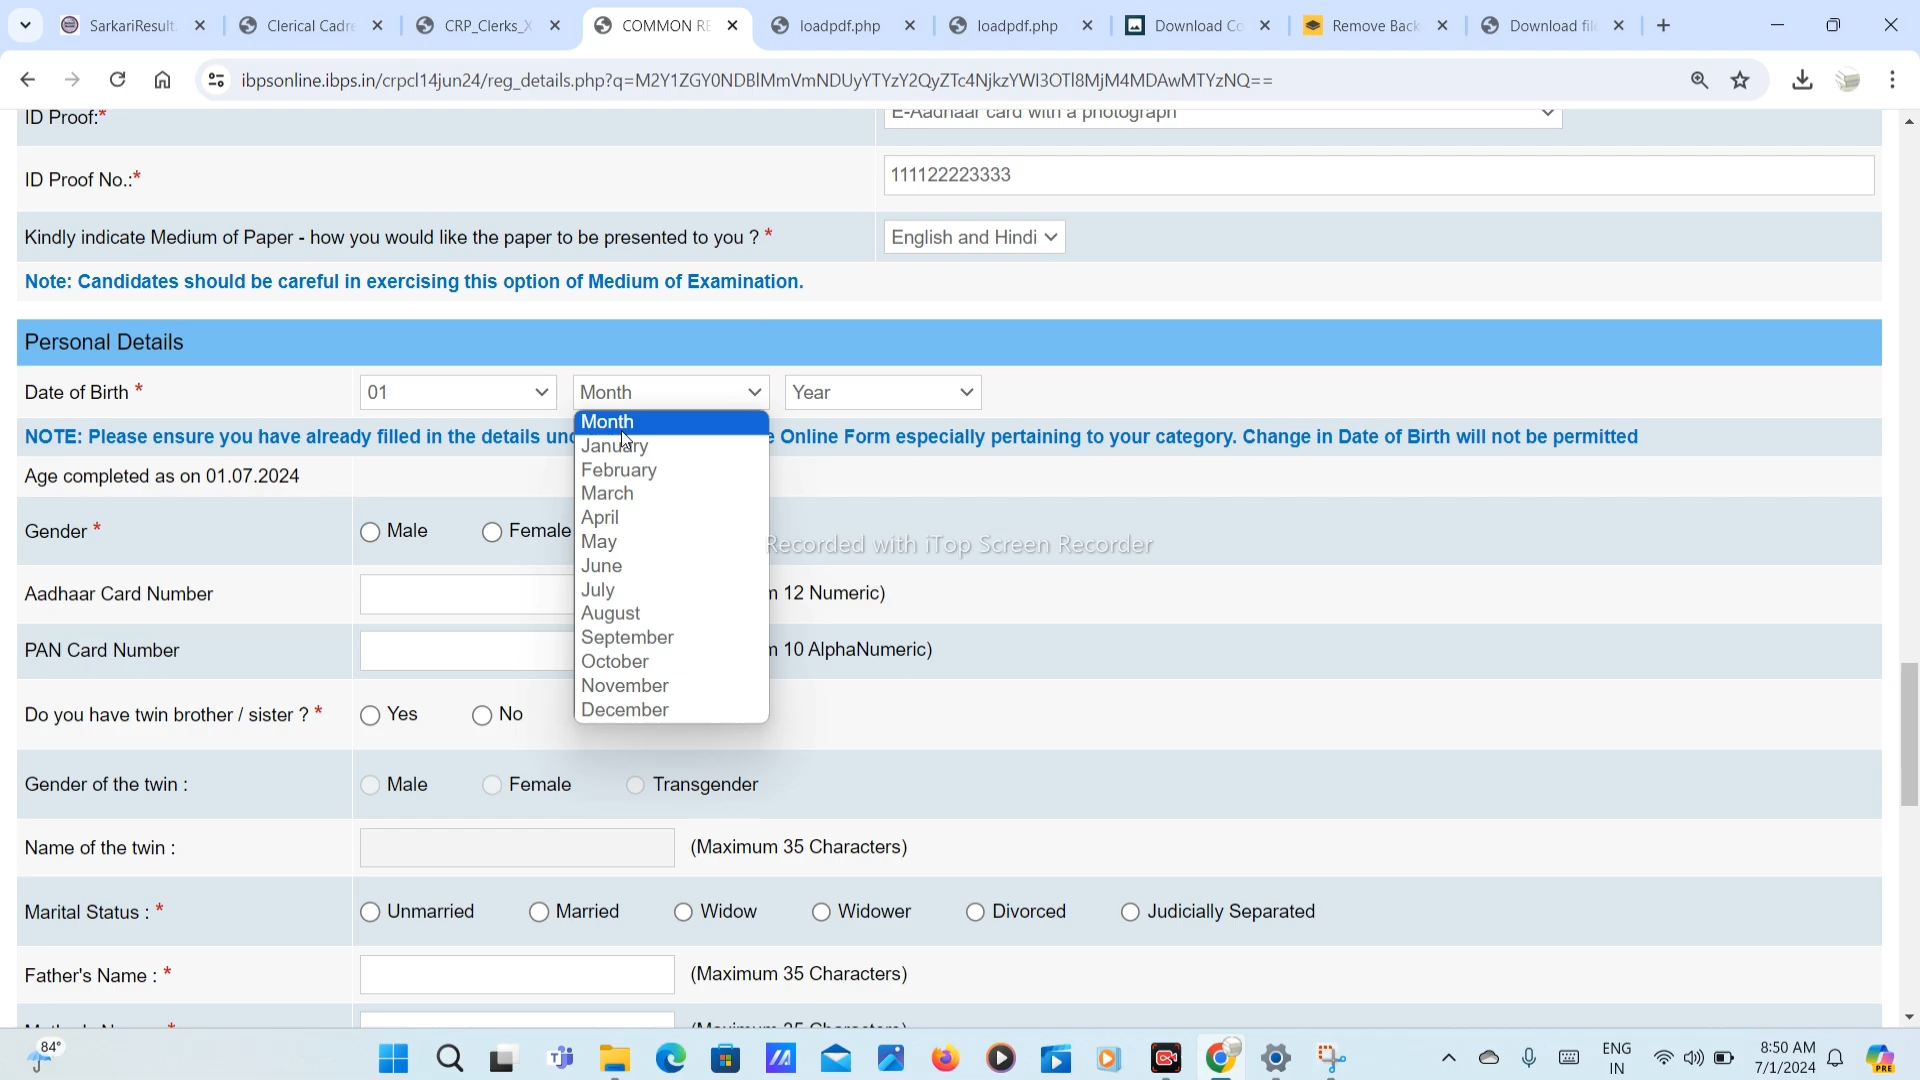 SarkariResult.
Clerical Cadre
CRP_Clerks_X
COMMON RE
loadpdf.php
loadpdf.php
Download Co
Remove Back
Download file
ibpsonline.ibps.in/crpcl14jun24/reg_details.php?q=M2Y1ZGY0NDBlMmVmNDUyYTYzY2QyZTc4NjkzYWI3OTI8MjM4MDAwMTYzNQ==
ID Proof:*
E-Aadhaar card with a photograph
ID Proof No.:*
111122223333
Kindly indicate Medium of Paper - how you would like the paper to be presented to you ? *
English and Hindi
Note: Candidates should be careful in exercising this option of Medium of Examination.
Personal Details
Date of Birth *
01
Month
Year
Month
January
February
March
April
May
June
July
August
September
October
November
December
NOTE: Please ensure you have already filled in the details Online Form especially pertaining to your category. Change in Date of Birth will not be permitted
Age completed as on 01.07.2024
Gender *
Male
Female
Recorded with iTop Screen Recorder
Aadhaar Card Number
12 Numeric)
PAN Card Number
10 AlphaNumeric)
Do you have twin brother / sister ? *
Yes
No
Gender of the twin :
Male
Female
Transgender
Name of the twin :
(Maximum 35 Characters)
Marital Status : *
Unmarried
Married
Widow
Widower
Divorced
Judicially Separated
Father's Name : *
(Maximum 35 Characters)
84°
ENG
IN
8:50 AM
7/1/2024
PRE